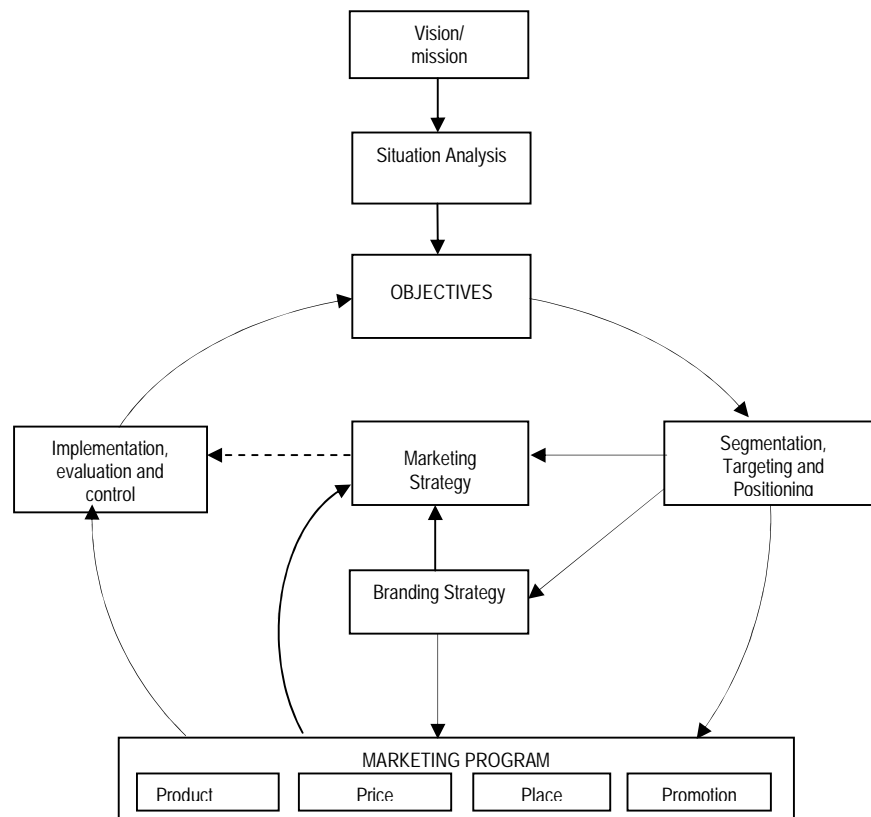 Vision/
mission
Situation Analysis
OBJECTIVES
Implementation,
evaluation and
control
Marketing
Strategy
Segmentation,
Targeting and
Positioning
Branding Strategy
MARKETING PROGRAM
Product
Price
Place
Promotion